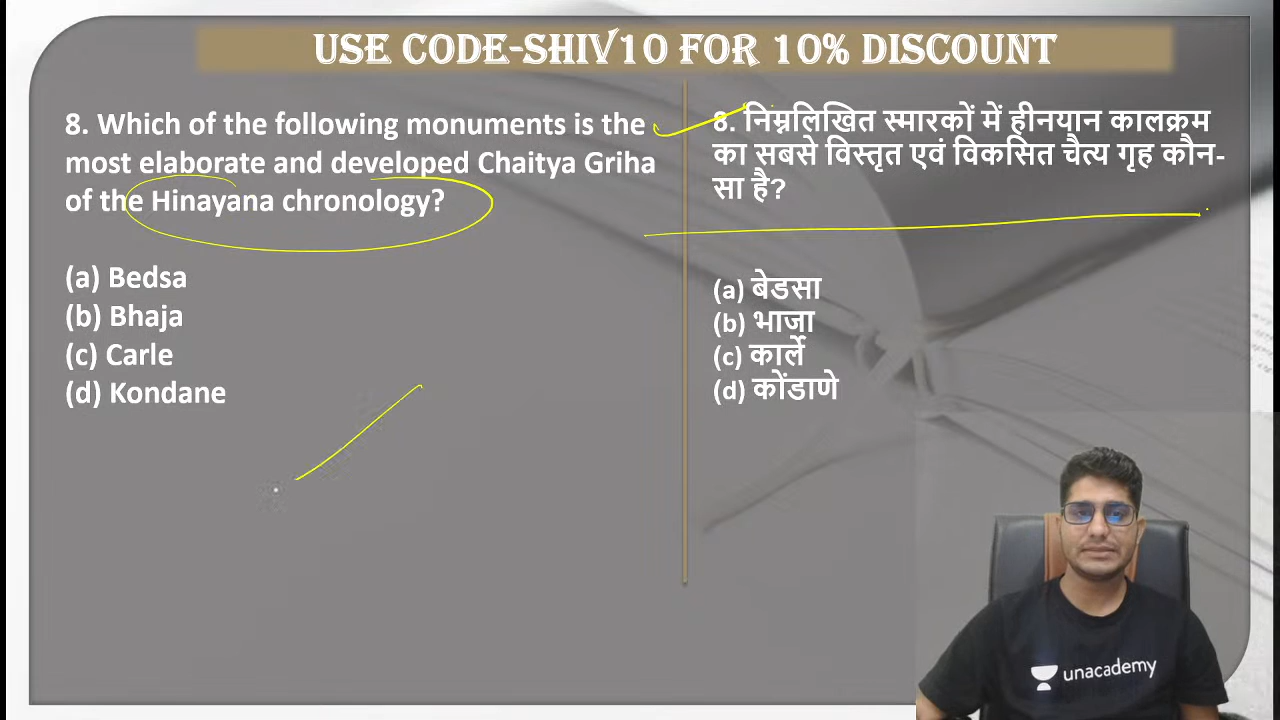 USE CODE-SHIV10 FOR 10% DISCOUNT
8. Which of the following monuments is the
most elaborate and developed Chaitya Griha
of the Hinayana chronology?
(a) Bedsa
(b) Bhaja
(c) Carle
(d) Kondane
8. निम्नलिखित स्मारकों में हीनयान कालक्रम
का सबसे विस्तृत एवं विकसित चैत्य गृह कौन-
सा है?
(a) बेडसा
(b) भाजा
(c) कार्ले
(d) कोंडाणे
unacademy